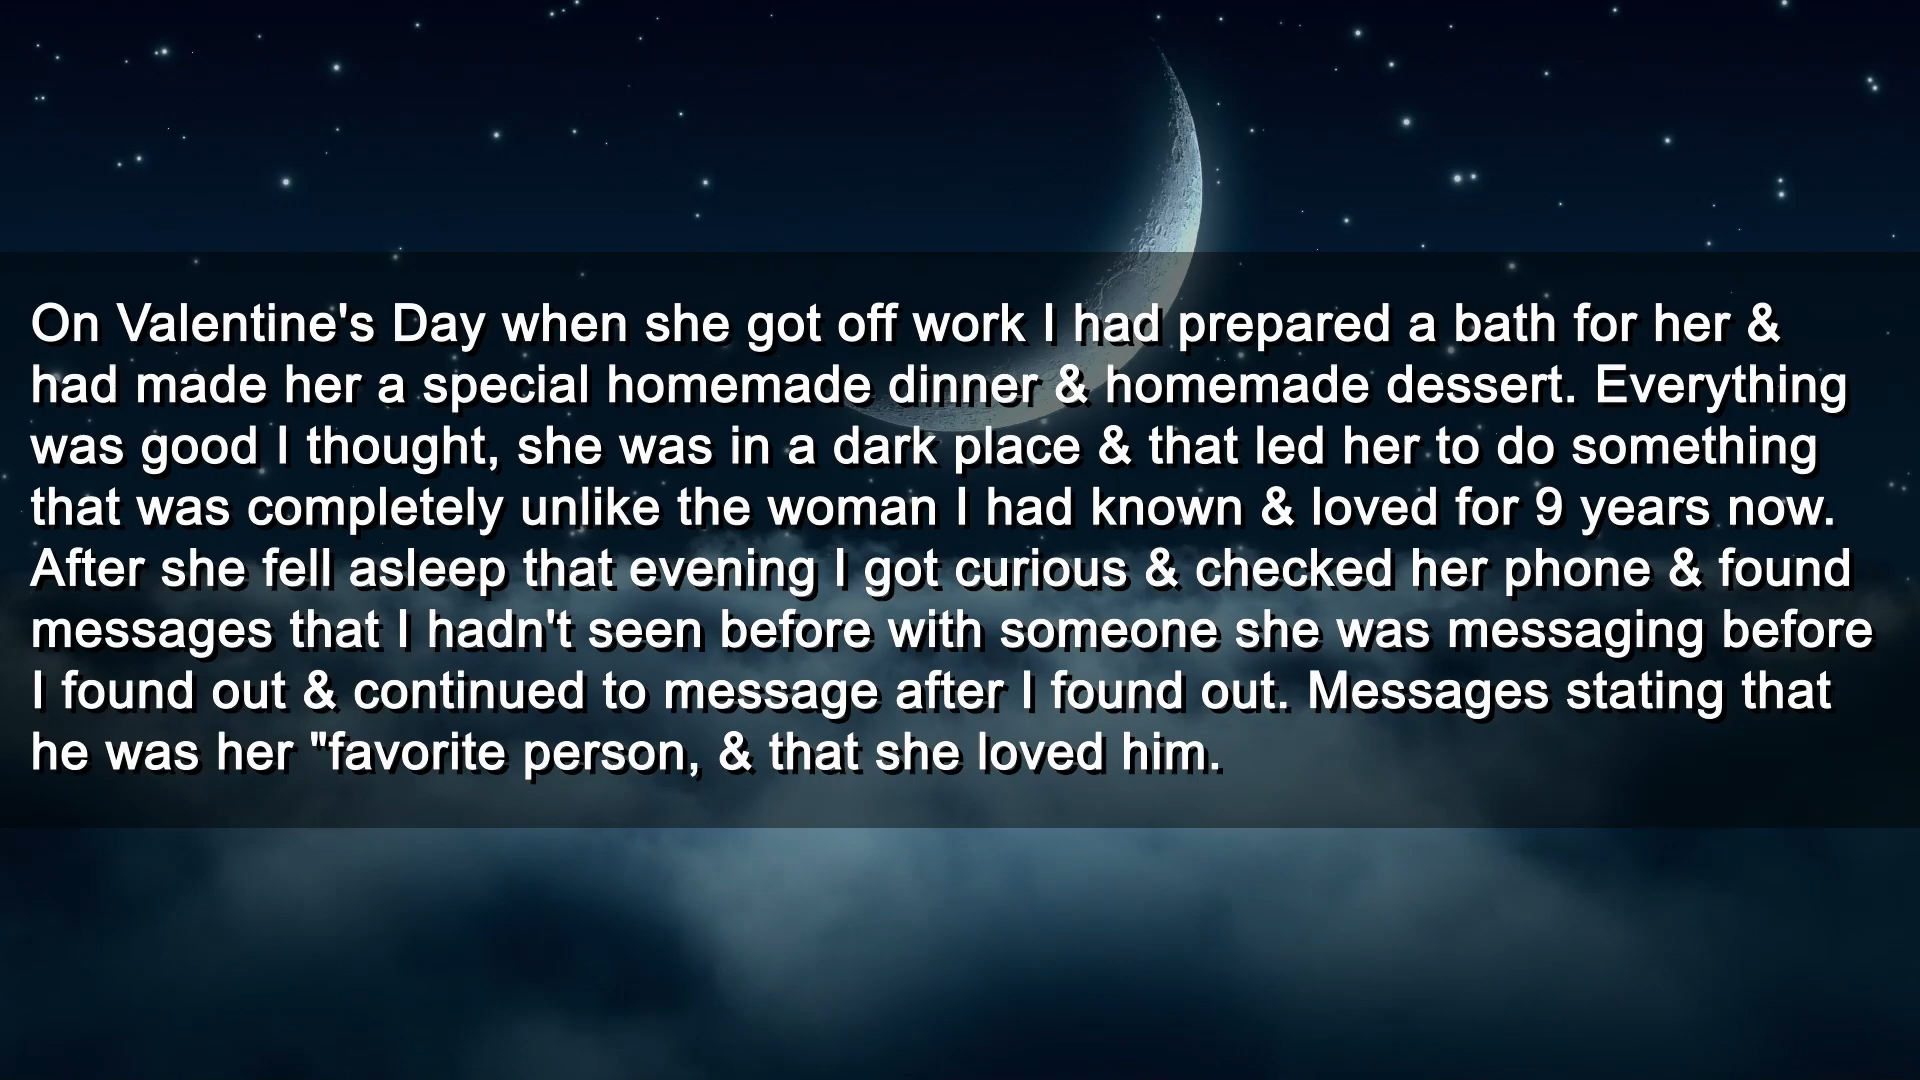 On Valentine's Day when she got off work I had prepared a bath for her &
had made her a special homemade dinner & homemade dessert. Everything
was good I thought, she was in a dark place & that led her to do something
that was completely unlike the woman I had known & loved for 9 years now.
After she fell asleep that evening I got curious & checked her phone & found
messages that I hadn't seen before with someone she was messaging before
I found out & continued to message after I found out. Messages stating that
he was her "favorite person, & that she loved him.